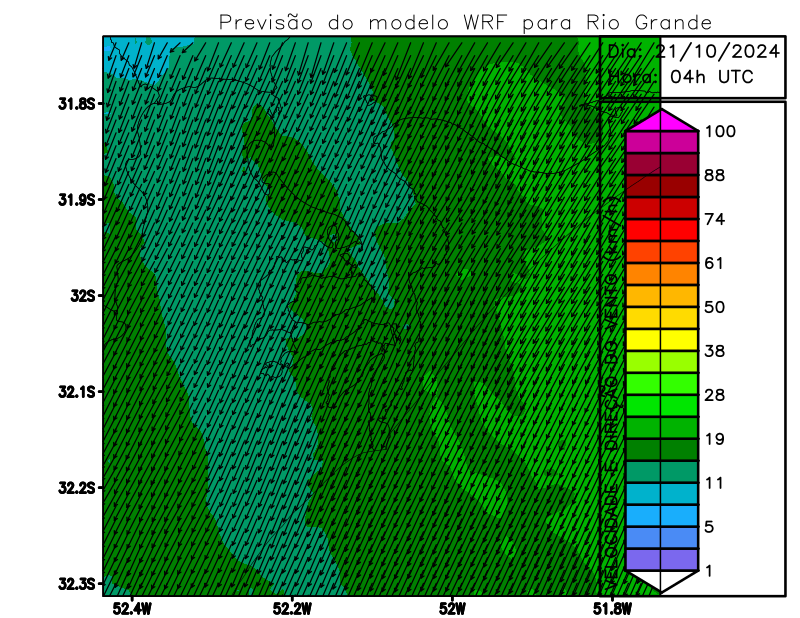 Previsão do modelo WRF para Rio Grande
Dia: 21/10/2024
Hora: 04h UTC
31.8S
31.9S
32S
32.1S
32.2S
32.3S
52.4W
52.2W
52W
51.8W
VELOCIDADE E DIREÇÃO DO VENTO (km/h)
100
88
74
61
50
38
28
19
11
5
1